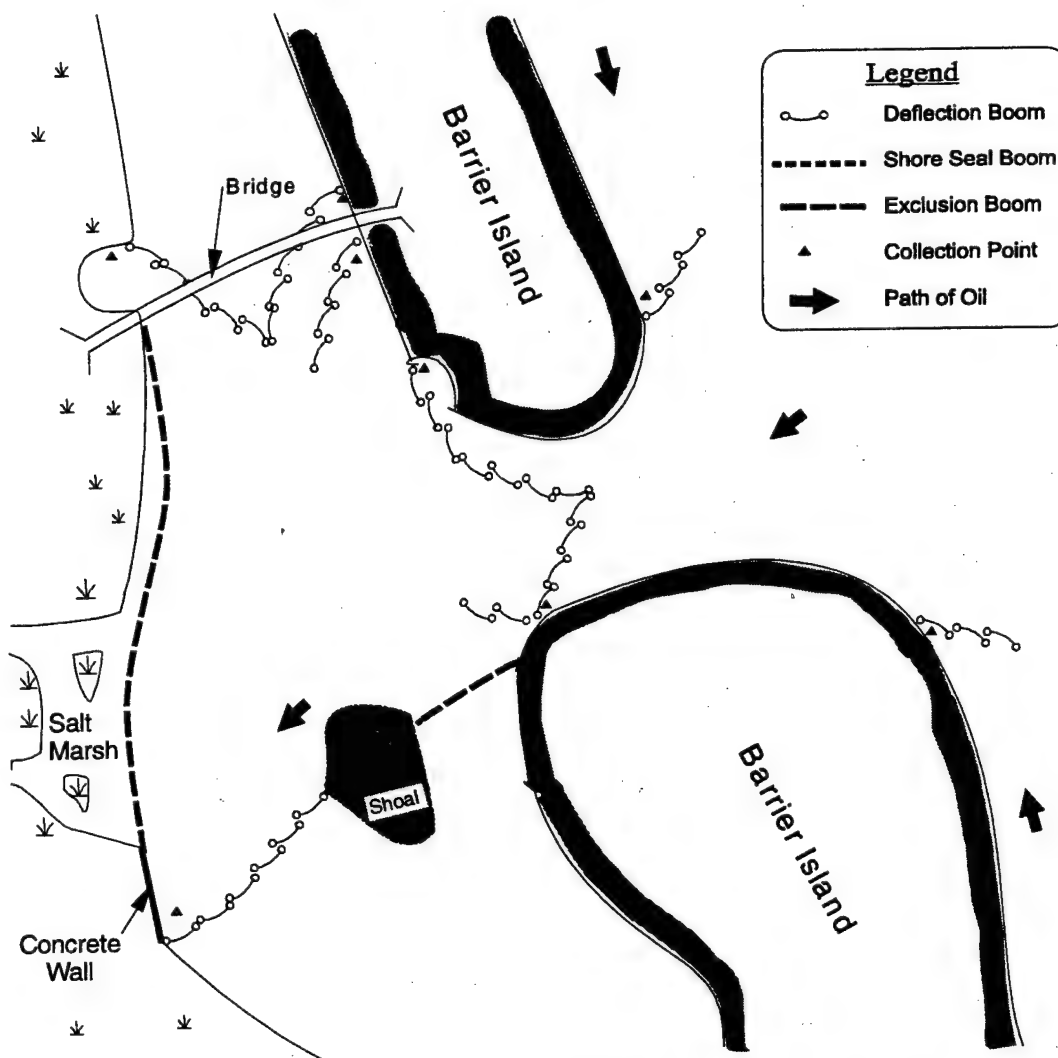 Legend
Deflection Boom
Shore Seal Boom
Exclusion Boom
Collection Point
Path of Oil
Barrier Island
Bridge
Salt
Marsh
Shoal
Barrier Island
Concrete
Wall